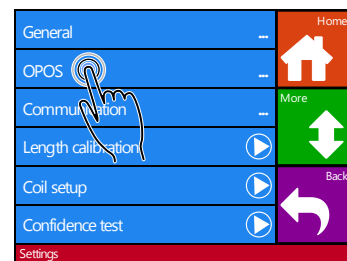 General ...
Home
OPOS ...
Communication ...
More
Length calibration
Coil setup
Back
Confidence test
Settings